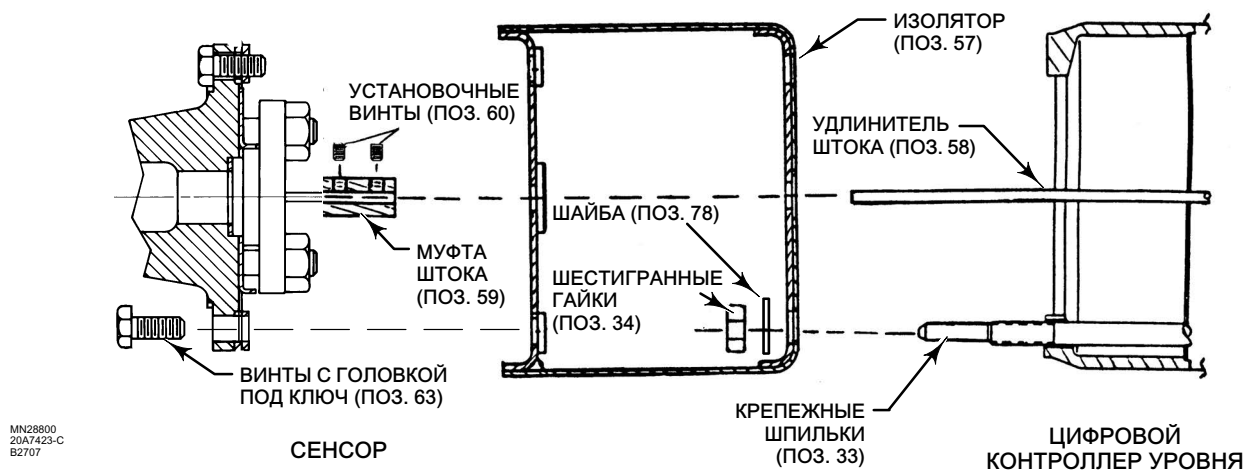 ИЗОЛЯТОР
(ПОЗ. 57)
УСТАНОВОЧНЫЕ
ВИНТЫ (ПОЗ. 60)
УДЛИНИТЕЛЬ
ШТОКА (ПОЗ. 58)
ШАЙБА (ПОЗ. 78)
МУФТА
ШТОКА
(ПОЗ. 59)
ШЕСТИГРАННЫЕ
ГАЙКИ
(ПОЗ. 34)
ВИНТЫ С ГОЛОВКОЙ
ПОД КЛЮЧ (ПОЗ. 63)
КРЕПЕЖНЫЕ
ШПИЛЬКИ
(ПОЗ. 33)
MN28800
20A7423-C
B2707
СЕНСОР
ЦИФРОВОЙ
КОНТРОЛЛЕР УРОВНЯ